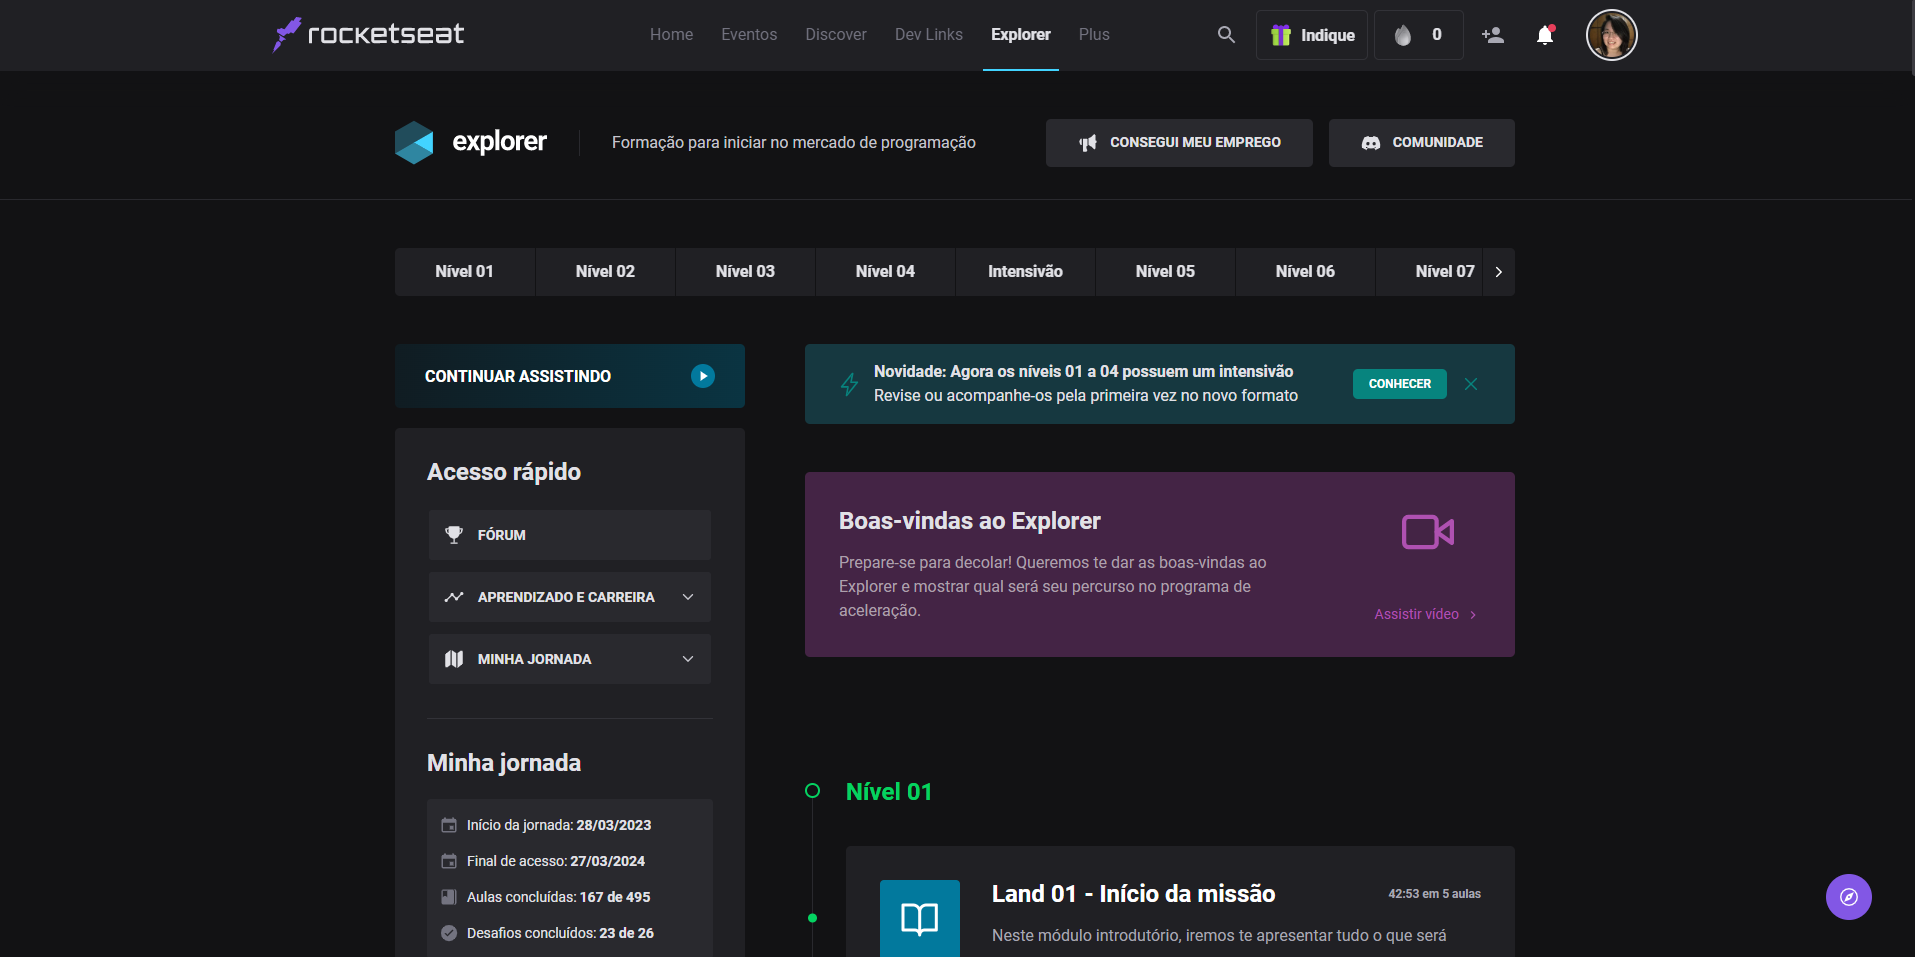 rocketseat
Home Eventos Discover Dev Links Explorer Plus
Indique
0
explorer
Formação para iniciar no mercado de programação
CONSEGUI MEU EMPREGO
COMUNIDADE
Nível 01 Nível 02 Nível 03 Nível 04 Intensivão Nível 05 Nível 06 Nível 07
CONTINUAR ASSISTINDO
Acesso rápido
FÓRUM
APRENDIZADO E CARREIRA
MINHA JORNADA
Minha jornada
Início da jornada: 28/03/2023
Final de acesso: 27/03/2024
Aulas concluídas: 167 de 495
Desafios concluídos: 23 de 26
Novidade: Agora os níveis 01 a 04 possuem um intensivão
Revise ou acompanhe-os pela primeira vez no novo formato
CONHECER
Boas-vindas ao Explorer
Prepare-se para decolar! Queremos te dar as boas-vindas ao
Explorer e mostrar qual será seu percurso no programa de
aceleração.
Assistir vídeo
Nível 01
Land 01 - Início da missão
42:53 em 5 aulas
Neste módulo introdutório, iremos te apresentar tudo o que será